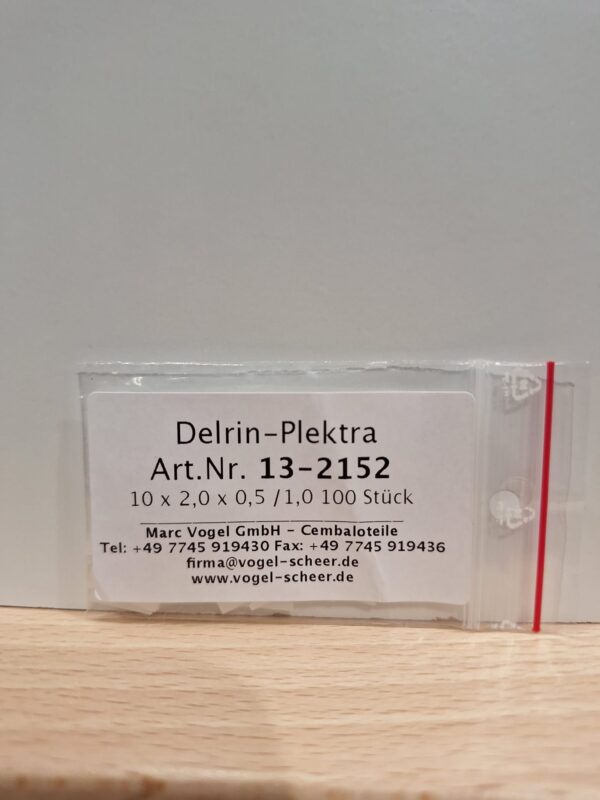 Delrin-Plektra
Art.Nr. 13-2152
10 x 2,0 x 0,5 /1,0 100 Stück
Marc Vogel GmbH - Cembaloteile
Tel: +49 7745 919430 Fax: +49 7745 919436
firma@vogel-scheer.de
www.vogel-scheer.de